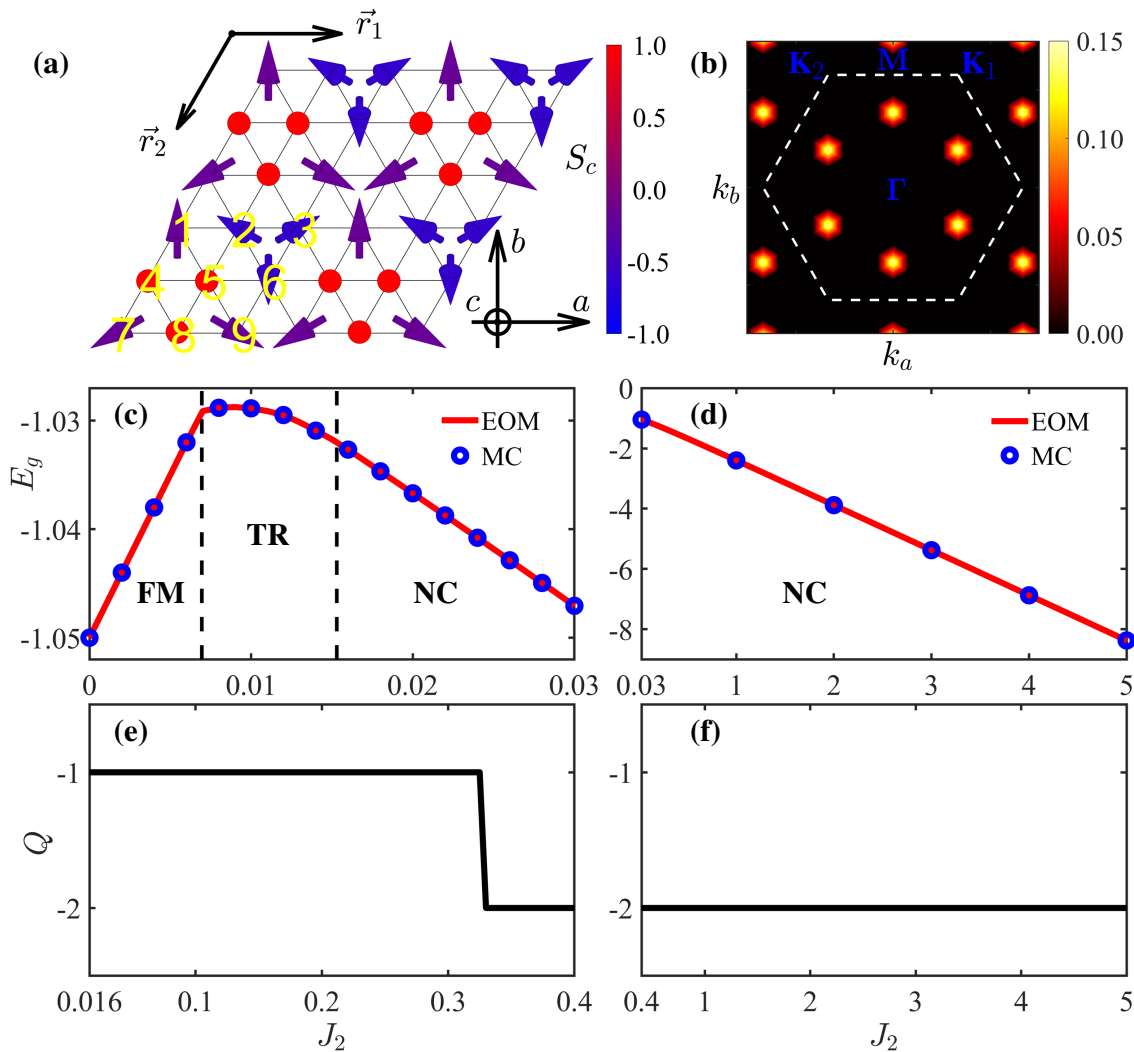 (a)
r⃗₁
r⃗₂
1.0
0.5
0.0
-0.5
-1.0
S_c
1 2 3
4 5 6
7 8 9
b
c a
(b)
K₂ M K₁
Γ
k_b
k_a
0.15
0.10
0.05
0.00
(c)
EOM
MC
E_g
-1.03
-1.04
-1.05
FM TR NC
0 0.01 0.02 0.03
(d)
EOM
MC
0
-2
-4
-6
-8
NC
0.03 1 2 3 4 5
(e)
Q
-1
-2
0.016 0.1 0.2 0.3 0.4
J₂
(f)
-1
-2
0.4 1 2 3 4 5
J₂